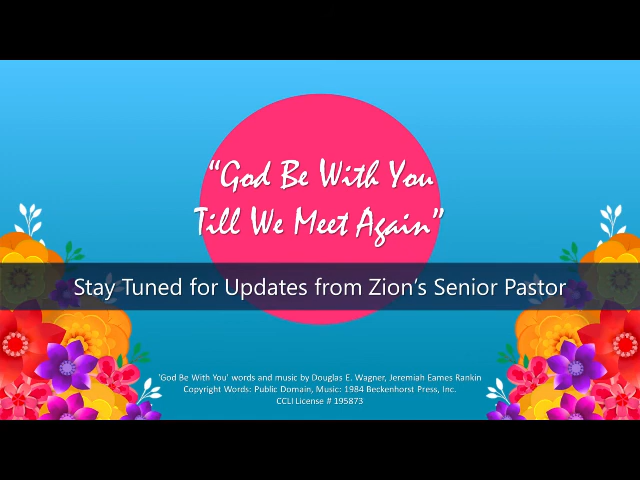 “God Be With You
Till We Meet Again”
Stay Tuned for Updates from Zion’s Senior Pastor
‘God Be With You’ words and music by Douglas E. Wagner, Jeremiah Eames Rankin
Copyright Words: Public Domain, Music: 1984 Beckenhorst Press, Inc.
CCLI License # 195873